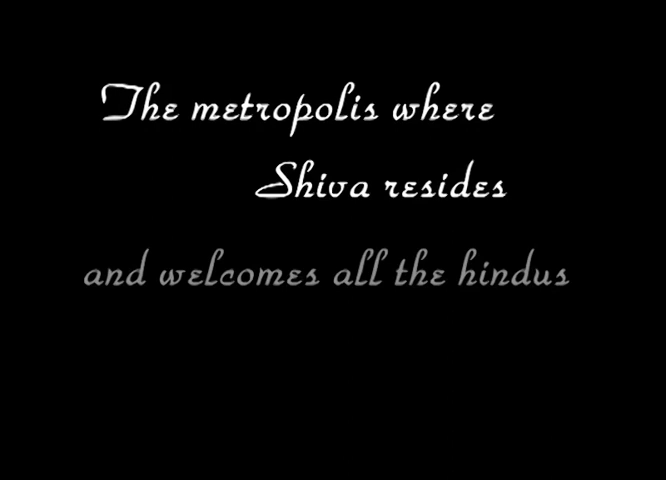 The metropolis where
Shiva resides
and welcomes all the hindus